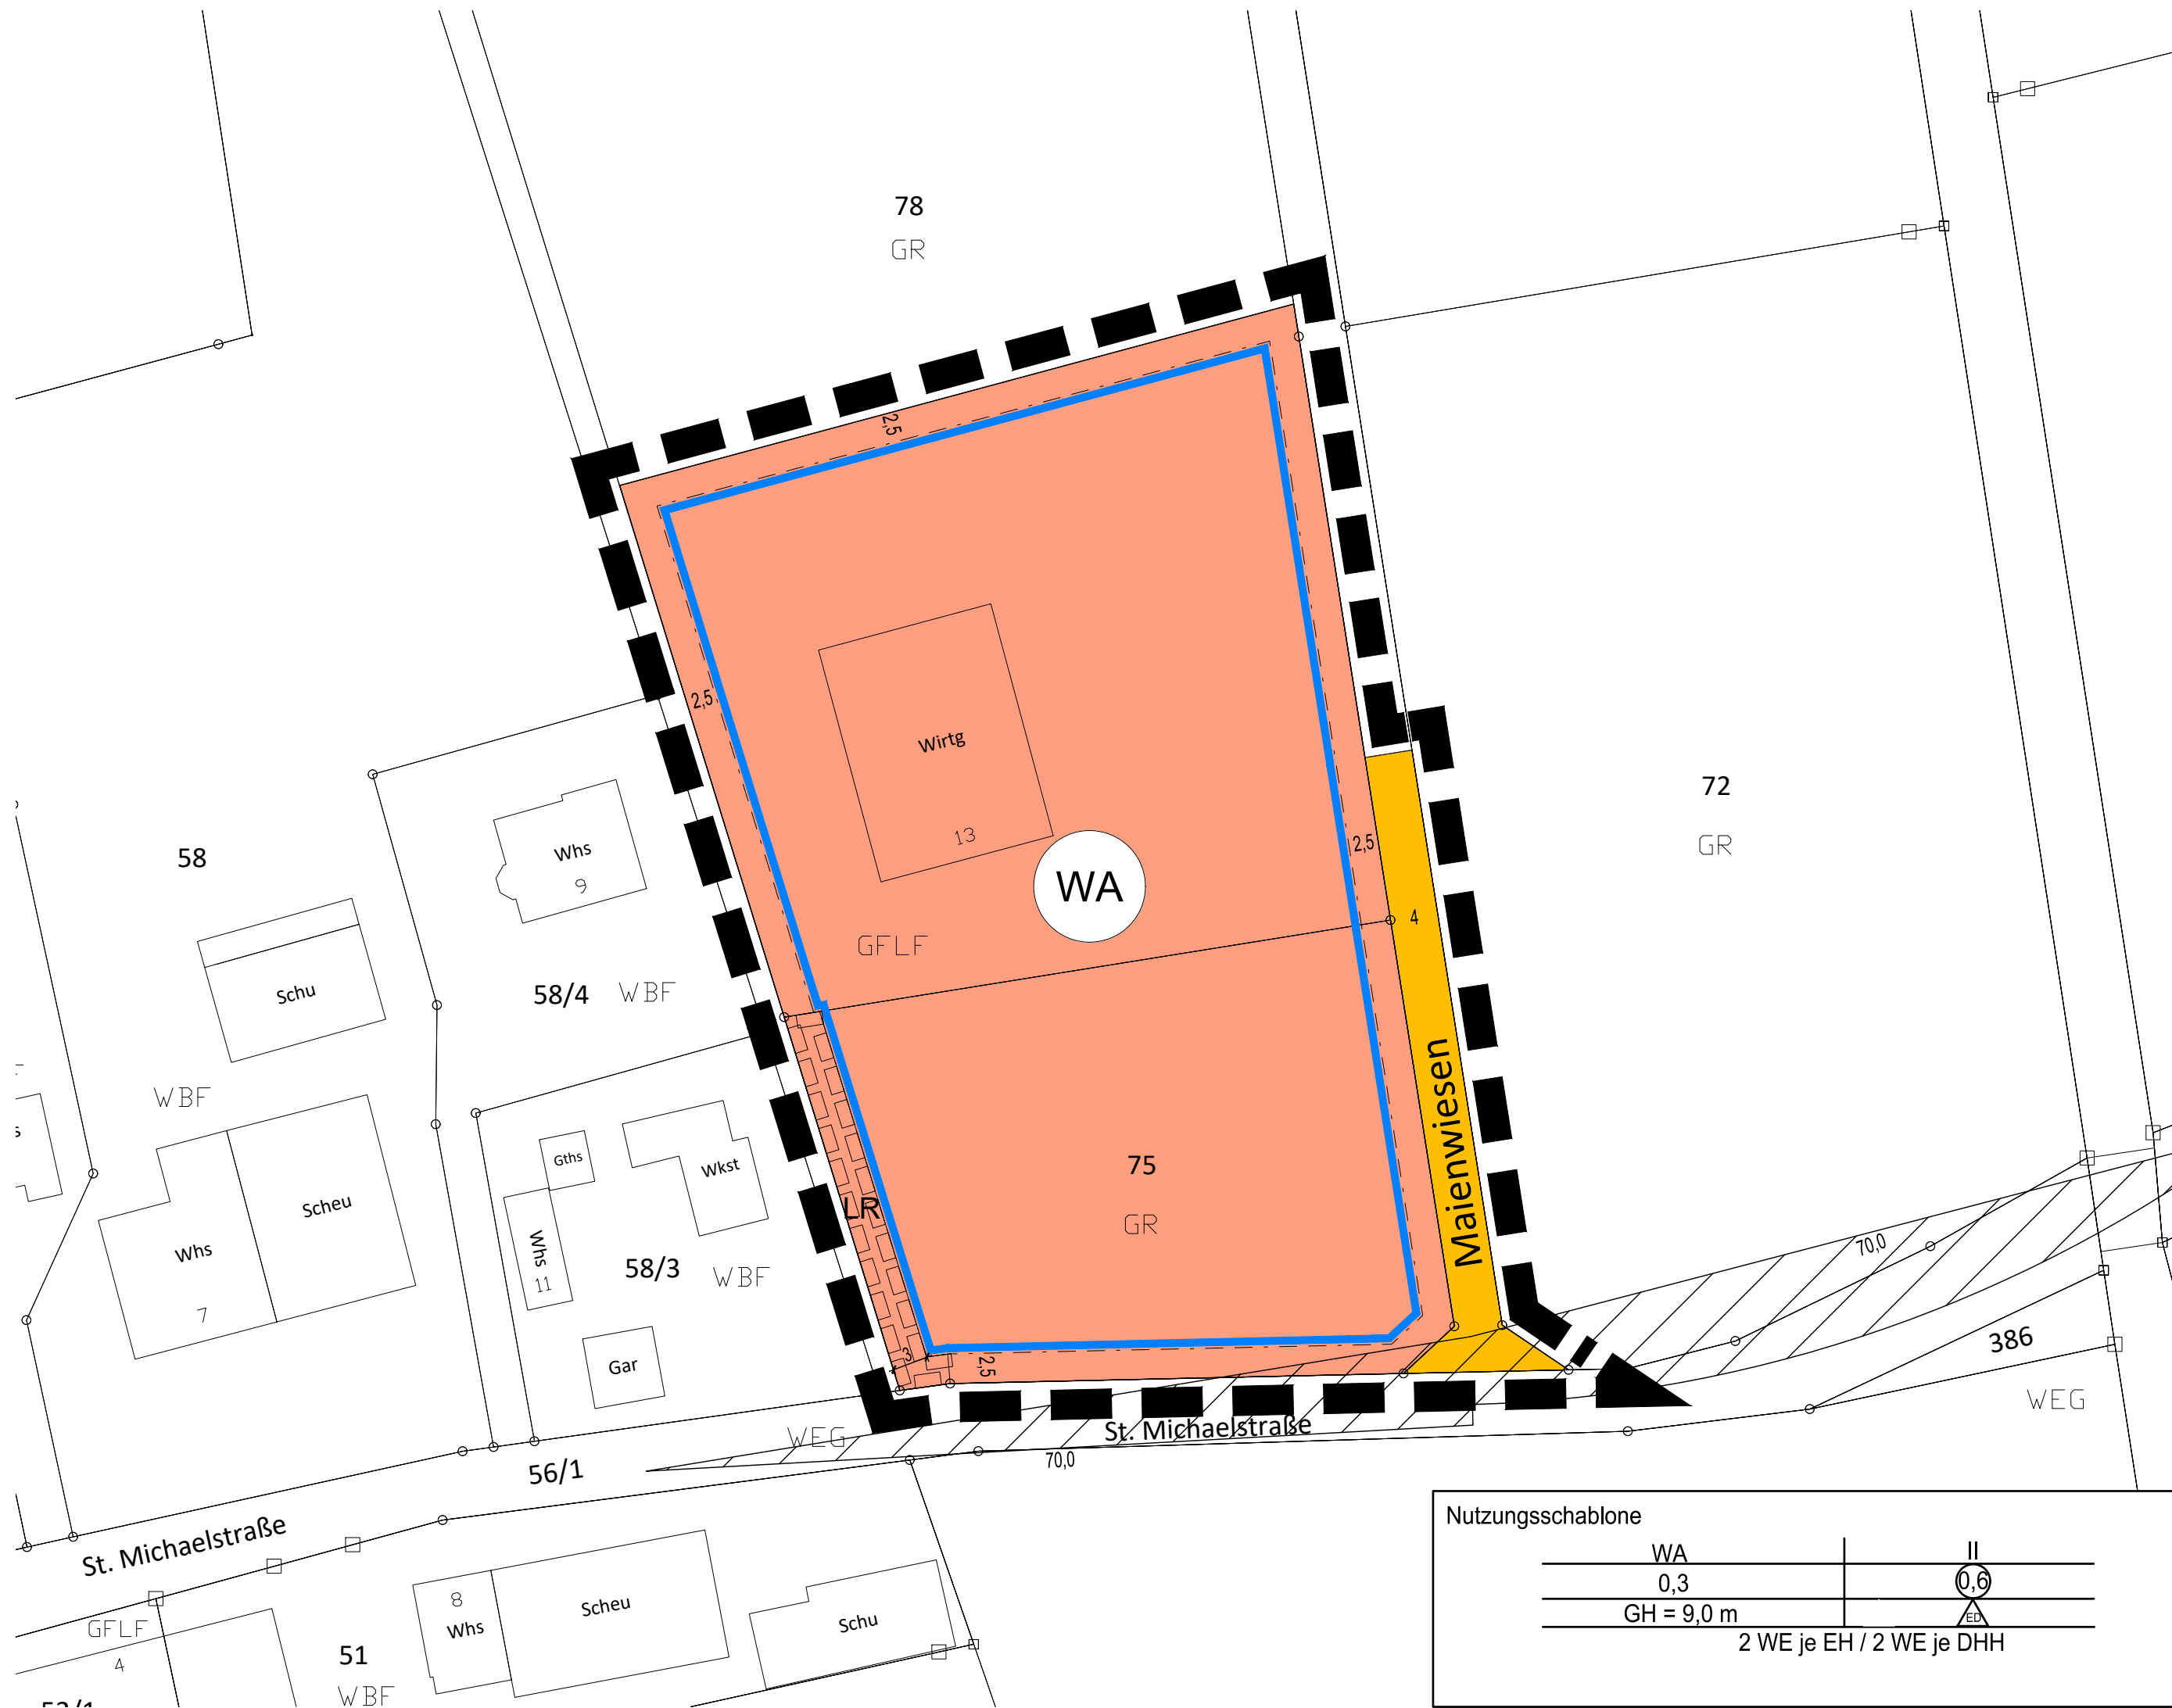 78
GR
2,5
2,5
Wirtg
13
WA
GFLF
2,5
4
72
GR
58
Whs
9
Schu
58/4
WBF
WBF
Maienwiesen
Gths
Wkst
75
GR
LR
Scheu
Whs
7
Whs
11
58/3
WBF
70,0
Gar
3
2,5
386
WEG
WEG
St. Michaelstraße
70,0
56/1
St. Michaelstraße
GFLF
4
8
Whs
Scheu
Schu
51
WBF
Nutzungsschablone
WA II
0,3 0,6
GH = 9,0 m ED
2 WE je EH / 2 WE je DHH